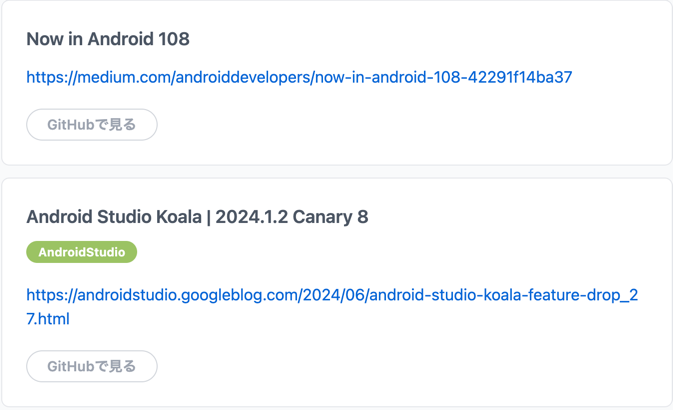 Now in Android 108
https://medium.com/androiddevelopers/now-in-android-108-42291f14ba37
GitHubで見る
Android Studio Koala | 2024.1.2 Canary 8
AndroidStudio
https://androidstudio.googleblog.com/2024/06/android-studio-koala-feature-drop_2
7.html
GitHubで見る